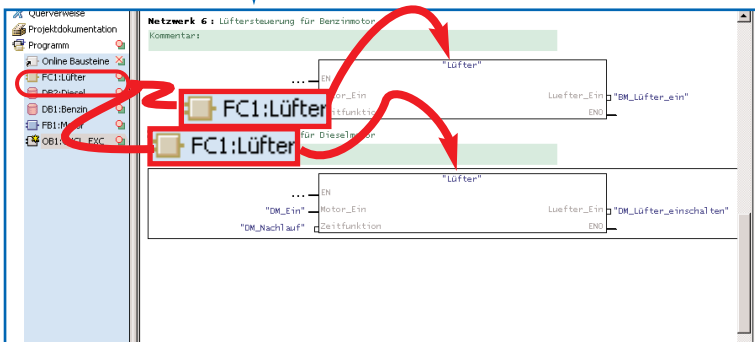 Querverweise
Projektdokumentation
Programm
Online Bausteine
FC1:Lüfter
DB2:Diesel
DB1:Benzin
FB1:Motor
OB1: EXC
Netzwerk 6: Lüftersteuerung für Benzinmotor
Kommentar:
"Lüfter"
... EN
Motor_Ein Luefter_Ein "BM_Lüfter_ein"
Zeitfunktion ENO
FC1:Lüfter
FC1:Lüfter
für Dieselmotor
"Lüfter"
... EN
"DM_Ein" Motor_Ein Luefter_Ein "DM_Lüfter_einschalten"
"DM_Nachlauf" Zeitfunktion ENO